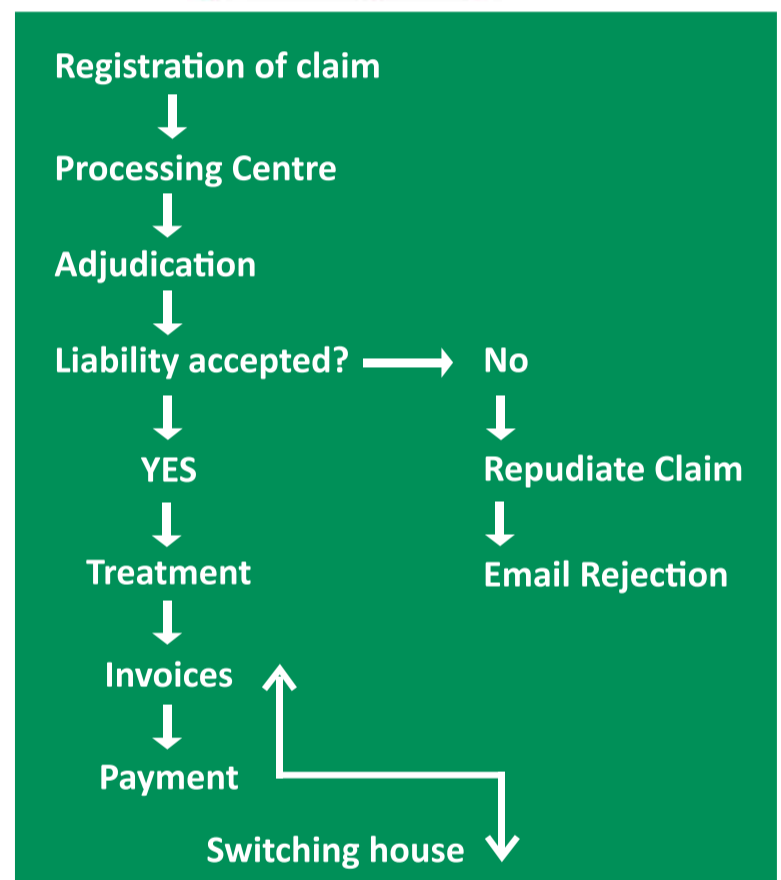 Registration of claim
Processing Centre
Adjudication
Liability accepted? No
YES Repudiate Claim
Treatment Email Rejection
Invoices
Payment
Switching house